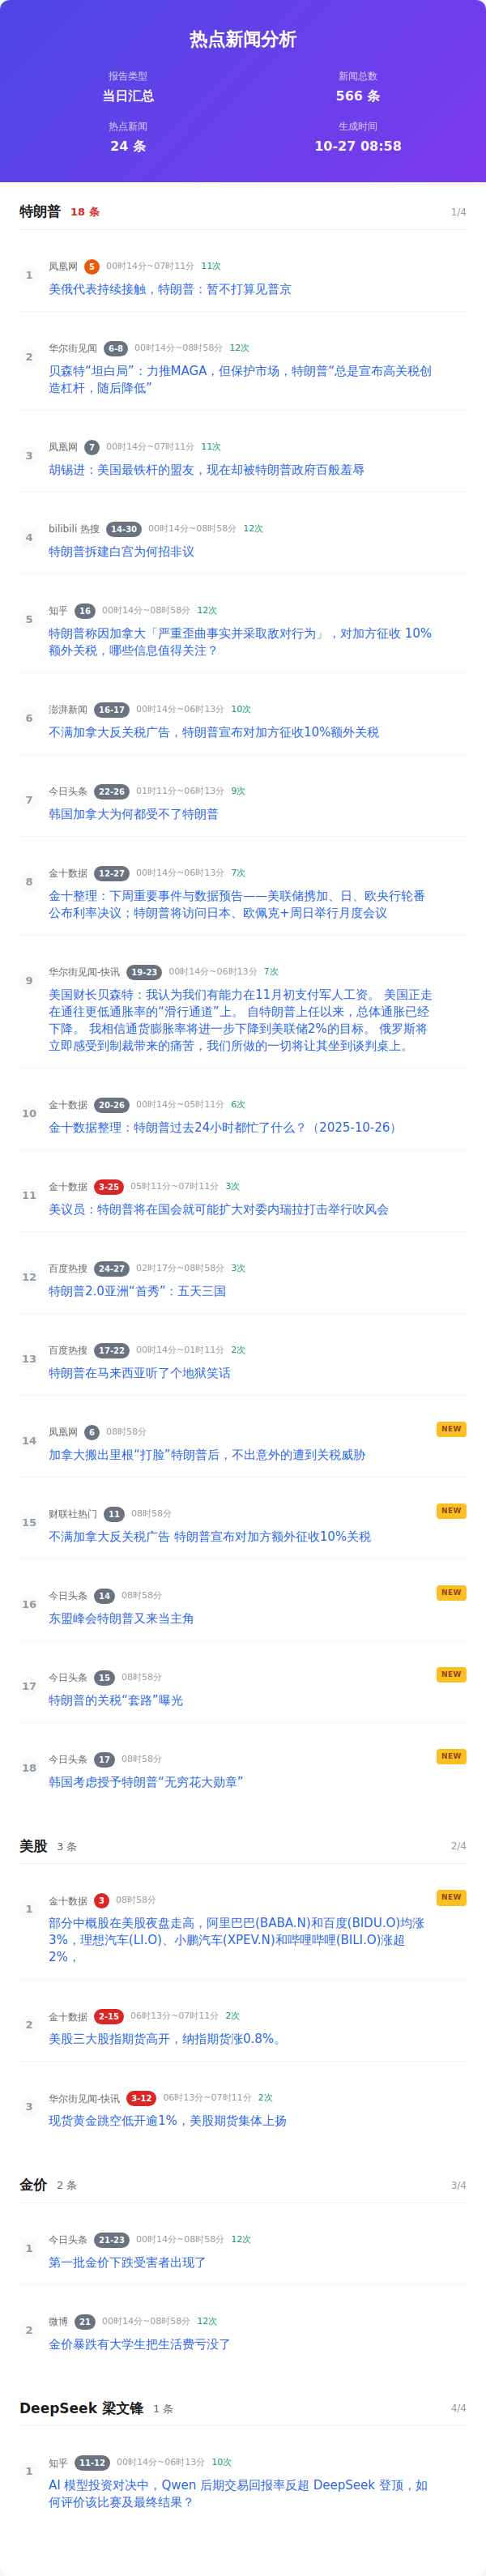 热点新闻分析
报告类型
当日汇总
新闻总数
566 条
热点新闻
24 条
生成时间
10-27 08:58
特朗普 18 条 1/4
1
凤凰网 5 00时14分~07时11分 11次
美俄代表持续接触，特朗普：暂不打算见普京
2
华尔街见闻 6-8 00时14分~08时58分 12次
贝森特“坦白局”：力推MAGA，但保护市场，特朗普“总是宣布高关税创
造杠杆，随后降低”
3
凤凰网 7 00时14分~07时11分 11次
胡锡进：美国最铁杆的盟友，现在却被特朗普政府百般羞辱
4
bilibili 热搜 14-30 00时14分~08时58分 12次
特朗普拆建白宫为何招非议
5
知乎 16 00时14分~08时58分 12次
特朗普称因加拿大「严重歪曲事实并采取敌对行为」，对加方征收 10%
额外关税，哪些信息值得关注？
6
澎湃新闻 16-17 00时14分~06时13分 10次
不满加拿大反关税广告，特朗普宣布对加方征收10%额外关税
7
今日头条 22-26 01时11分~06时13分 9次
韩国加拿大为何都受不了特朗普
8
金十数据 12-27 00时14分~06时13分 7次
金十整理：下周重要事件与数据预告——美联储携加、日、欧央行轮番
公布利率决议；特朗普将访问日本、欧佩克+周日举行月度会议
9
华尔街见闻-快讯 19-23 00时14分~06时13分 7次
美国财长贝森特：我认为我们有能力在11月初支付军人工资。 美国正走
在通往更低通胀率的“滑行通道”上。 自特朗普上任以来，总体通胀已经
下降。 我相信通货膨胀率将进一步下降到美联储2%的目标。 俄罗斯将
立即感受到制裁带来的痛苦，我们所做的一切将让其坐到谈判桌上。
10
金十数据 20-26 00时14分~05时11分 6次
金十数据整理：特朗普过去24小时都忙了什么？（2025-10-26）
11
金十数据 3-25 05时11分~07时11分 3次
美议员：特朗普将在国会就可能扩大对委内瑞拉打击举行吹风会
12
百度热搜 24-27 02时17分~08时58分 3次
特朗普2.0亚洲“首秀”：五天三国
13
百度热搜 17-22 00时14分~01时11分 2次
特朗普在马来西亚听了个地狱笑话
14
凤凰网 6 08时58分 NEW
加拿大搬出里根“打脸”特朗普后，不出意外的遭到关税威胁
15
财联社热门 11 08时58分 NEW
不满加拿大反关税广告 特朗普宣布对加方额外征收10%关税
16
今日头条 14 08时58分 NEW
东盟峰会特朗普又来当主角
17
今日头条 15 08时58分 NEW
特朗普的关税“套路”曝光
18
今日头条 17 08时58分 NEW
韩国考虑授予特朗普“无穷花大勋章”
美股 3 条 2/4
1
金十数据 3 08时58分 NEW
部分中概股在美股夜盘走高，阿里巴巴(BABA.N)和百度(BIDU.O)均涨
3%，理想汽车(LI.O)、小鹏汽车(XPEV.N)和哔哩哔哩(BILI.O)涨超
2%，
2
金十数据 2-15 06时13分~07时11分 2次
美股三大股指期货高开，纳指期货涨0.8%。
3
华尔街见闻-快讯 3-12 06时13分~07时11分 2次
现货黄金跳空低开逾1%，美股期货集体上扬
金价 2 条 3/4
1
今日头条 21-23 00时14分~08时58分 12次
第一批金价下跌受害者出现了
2
微博 21 00时14分~08时58分 12次
金价暴跌有大学生把生活费亏没了
DeepSeek 梁文锋 1 条 4/4
1
知乎 11-12 00时14分~06时13分 10次
AI 模型投资对决中，Qwen 后期交易回报率反超 DeepSeek 登顶，如
何评价该比赛及最终结果？